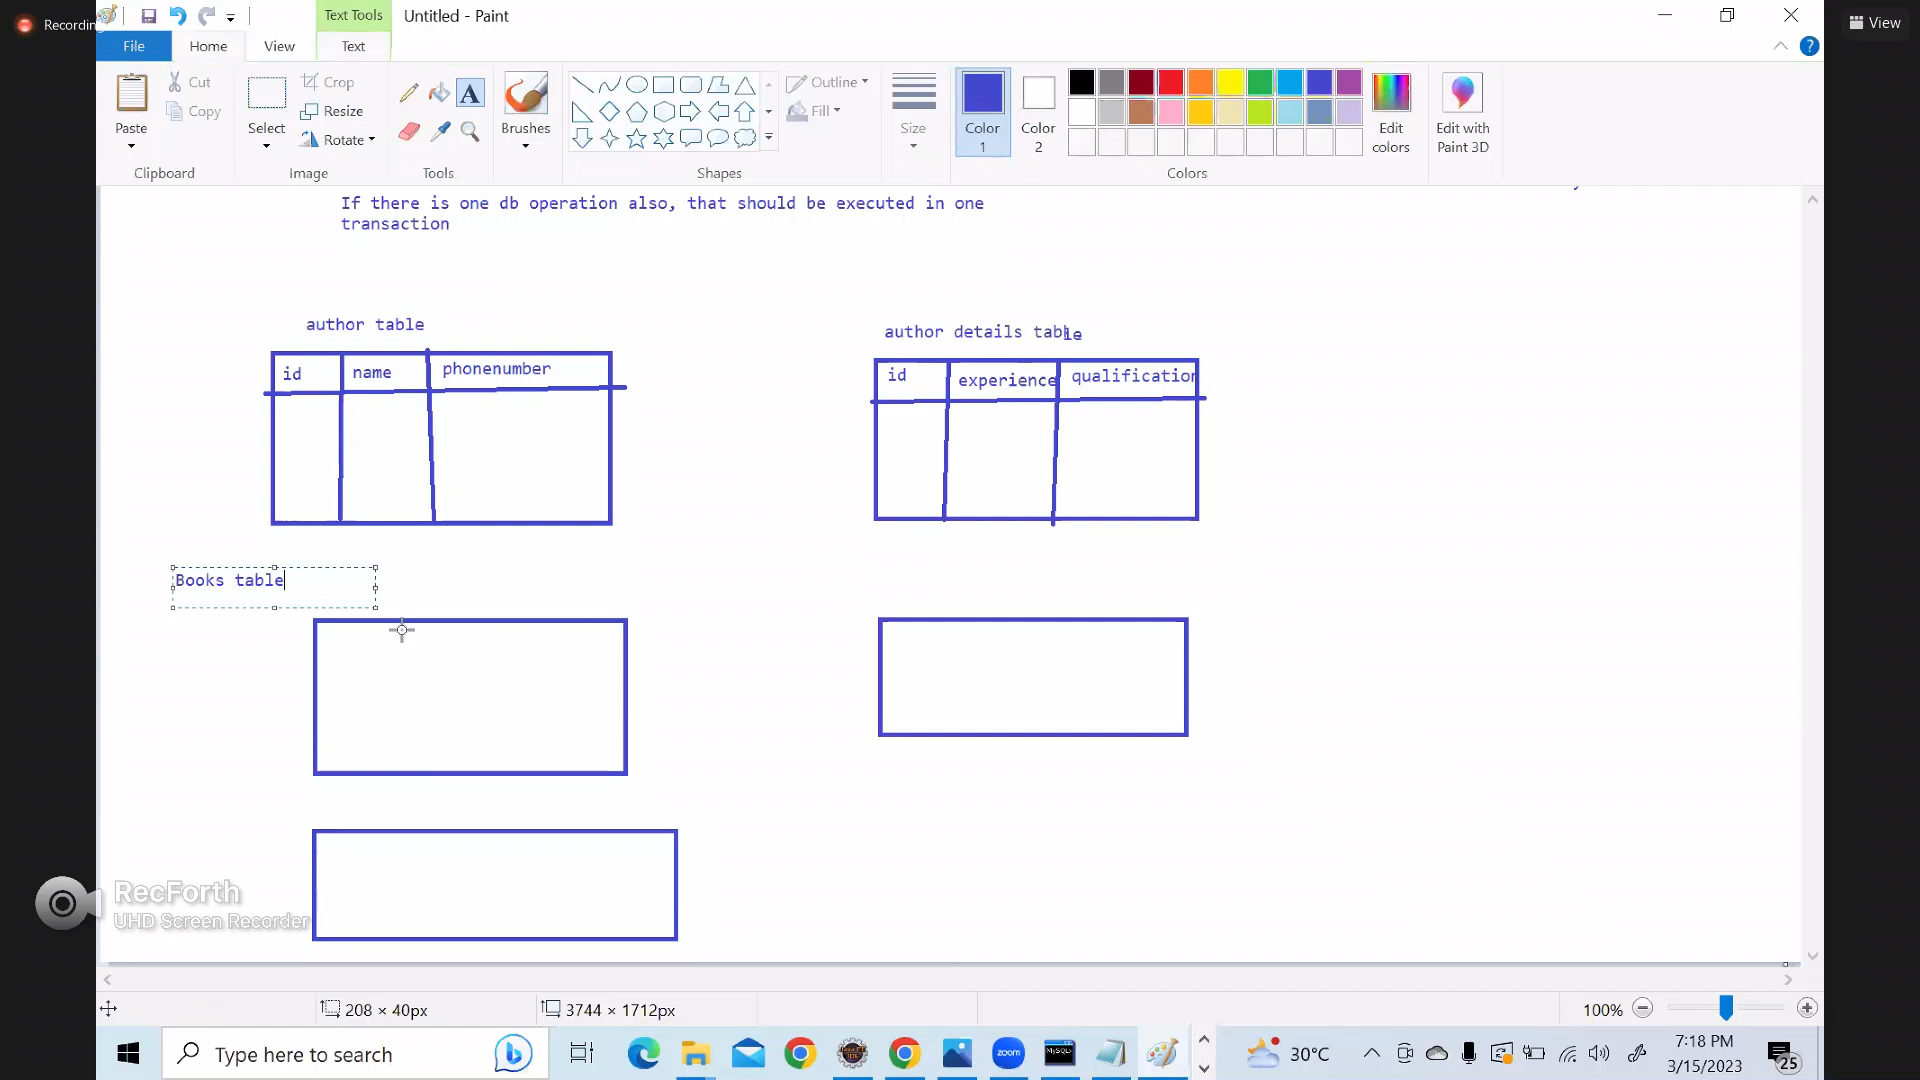 Recording
Text Tools
Untitled - Paint
View
File
Home
View
Text
Paste
Cut
Copy
Clipboard
Select
Crop
Resize
Rotate
Image
A
Tools
Brushes
Shapes
Outline
Fill
Size
Color
1
Color
2
Edit
colors
Colors
Edit with
Paint 3D
If there is one db operation also, that should be executed in one
transaction
author table
id
name
phonenumber
author details table
id
experience
qualification
Books table
RecForth
UHD Screen Recorder
208 × 40px
3744 × 1712px
100%
Type here to search
zoom
MySQL
30°C
7:18 PM
3/15/2023
25